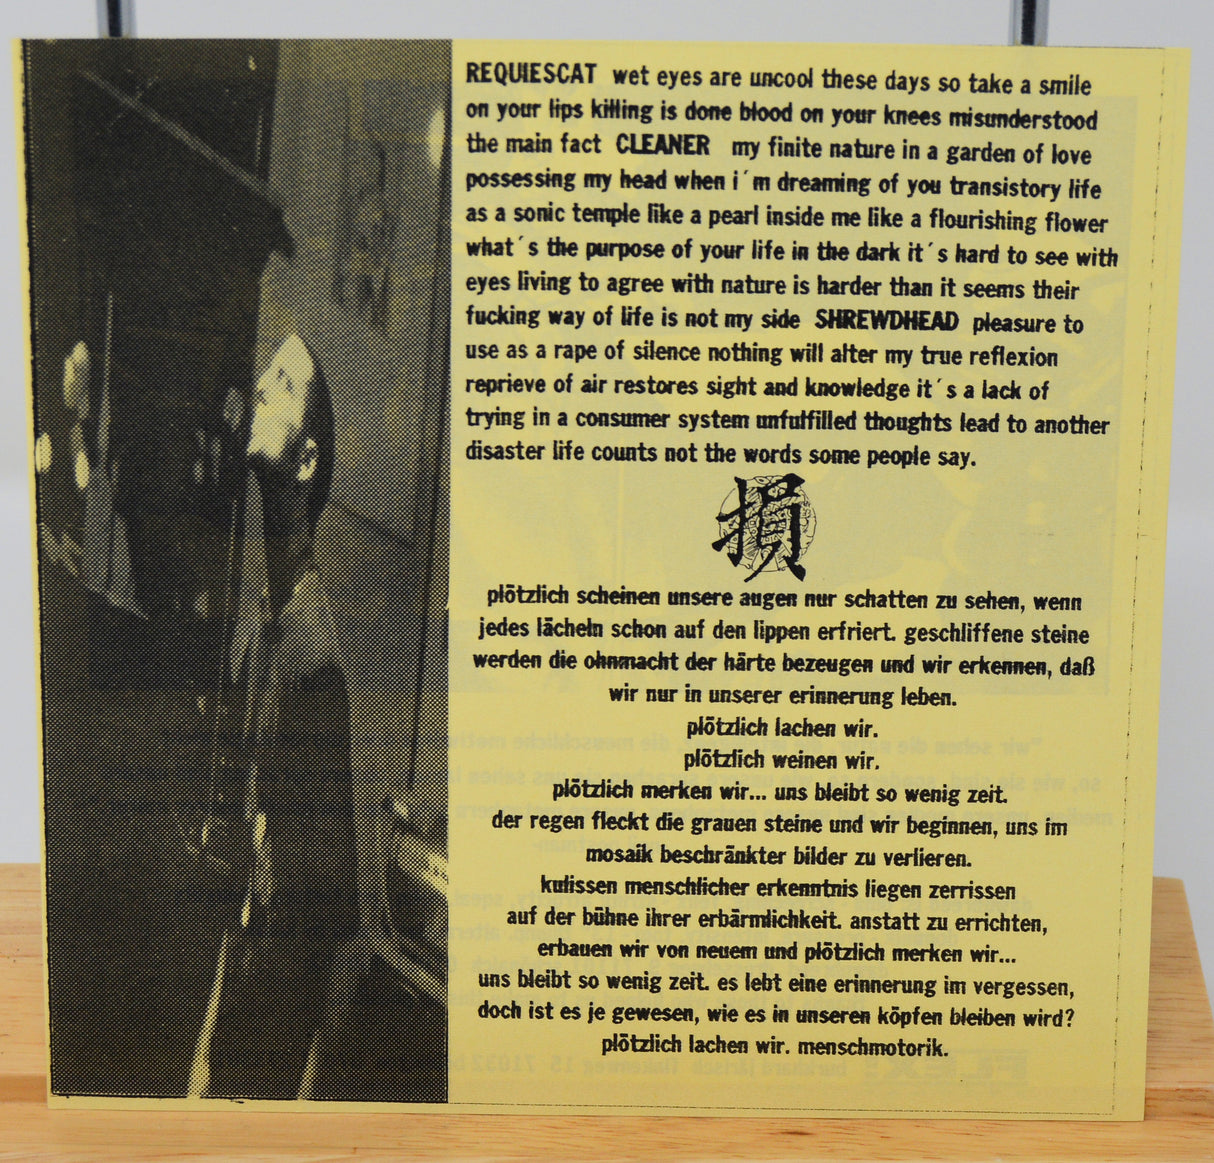 REQUIESCAT wet eyes are uncool these days so take a smile
on your lips killing is done blood on your knees misunderstood
the main fact CLEANER my finite nature in a garden of love
possessing my head when i´m dreaming of you transistory life
as a sonic temple like a pearl inside me like a flourishing flower
what´s the purpose of your life in the dark it´s hard to see with
eyes living to agree with nature is harder than it seems their
fucking way of life is not my side SHREWDHEAD pleasure to
use as a rape of silence nothing will alter my true reflexion
reprieve of air restores sight and knowledge it´s a lack of
trying in a consumer system unfulfilled thoughts lead to another
disaster life counts not the words some people say.
損
plötzlich scheinen unsere augen nur schatten zu sehen, wenn
jedes lächeln schon auf den lippen erfriert. geschliffene steine
werden die ohnmacht der härte bezeugen und wir erkennen, daß
wir nur in unserer erinnerung leben.
plötzlich lachen wir.
plötzlich weinen wir.
plötzlich merken wir... uns bleibt so wenig zeit.
der regen fleckt die grauen steine und wir beginnen, uns im
mosaik beschränkter bilder zu verlieren.
kulissen menschlicher erkenntnis liegen zerrissen
auf der bühne ihrer erbärmlichkeit. anstatt zu errichten,
erbauen wir von neuem und plötzlich merken wir...
uns bleibt so wenig zeit. es lebt eine erinnerung im vergessen,
doch ist es je gewesen, wie es in unseren köpfen bleiben wird?
plötzlich lachen wir. menschmotorik.